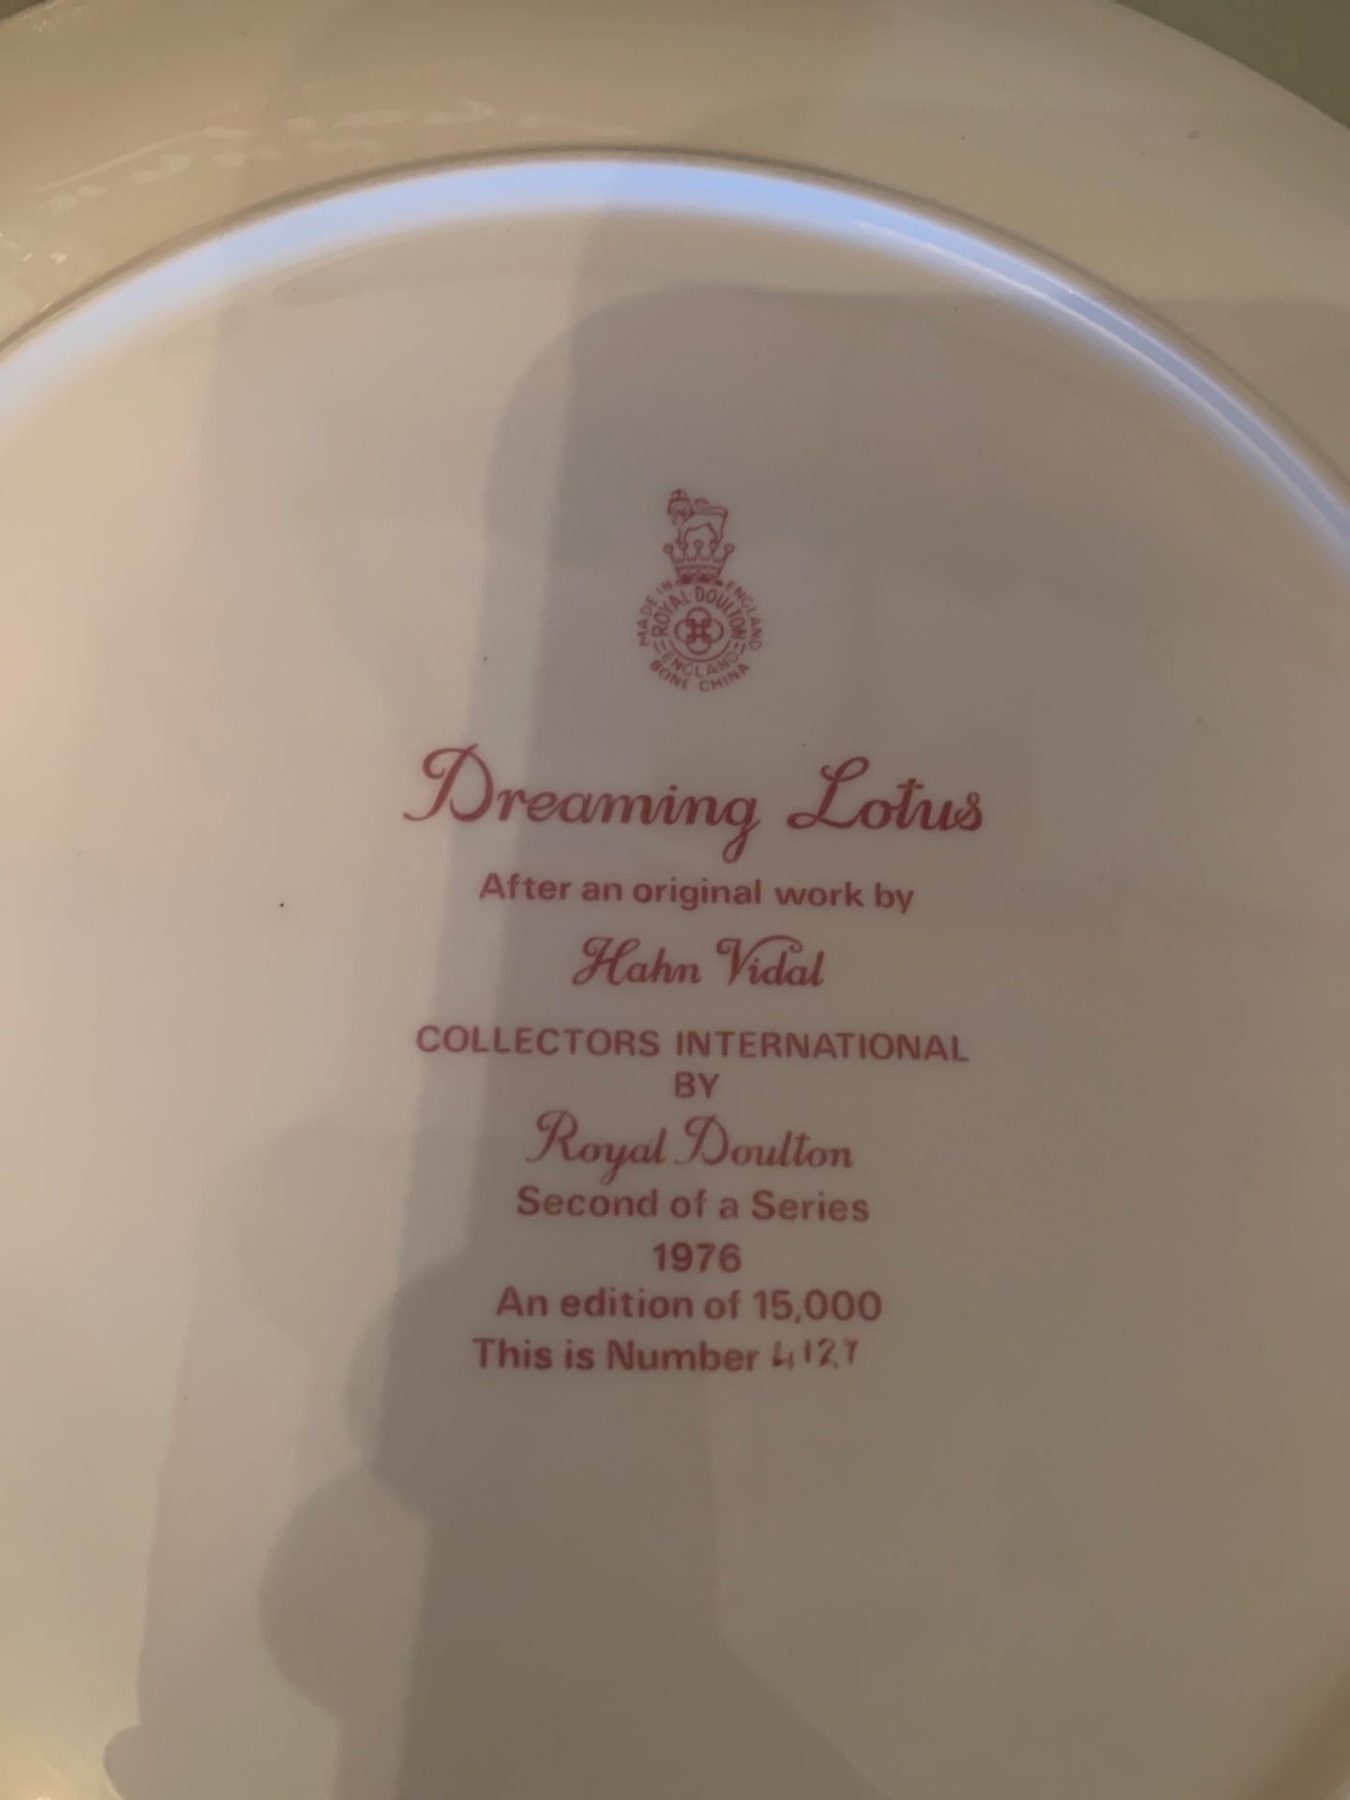 MADE IN ENGLAND
ROYAL DOULTON
ENGLAND
BONE CHINA
Dreaming Lotus
After an original work by
Hahn Vidal
COLLECTORS INTERNATIONAL
BY
Royal Doulton
Second of a Series
1976
An edition of 15,000
This is Number 4127